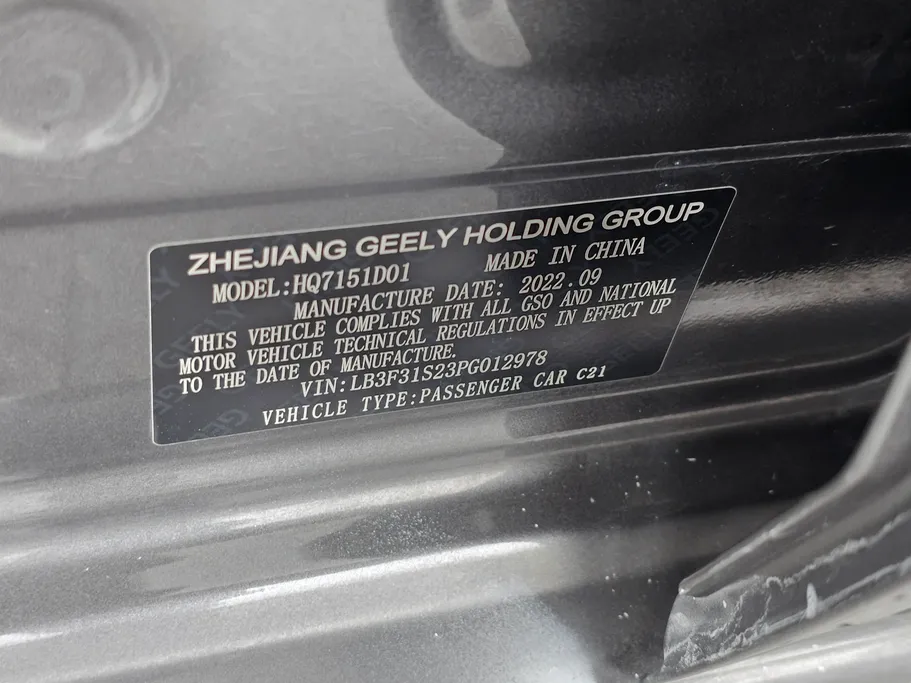 ZHEJIANG GEELY HOLDING GROUP
MODEL:HQ7151D01 MADE IN CHINA
MANUFACTURE DATE: 2022.09
THIS VEHICLE COMPLIES WITH ALL GSO AND NATIONAL
MOTOR VEHICLE TECHNICAL REGULATIONS IN EFFECT UP
TO THE DATE OF MANUFACTURE.
VIN:LB3F31S23PG012978
VEHICLE TYPE:PASSENGER CAR C21